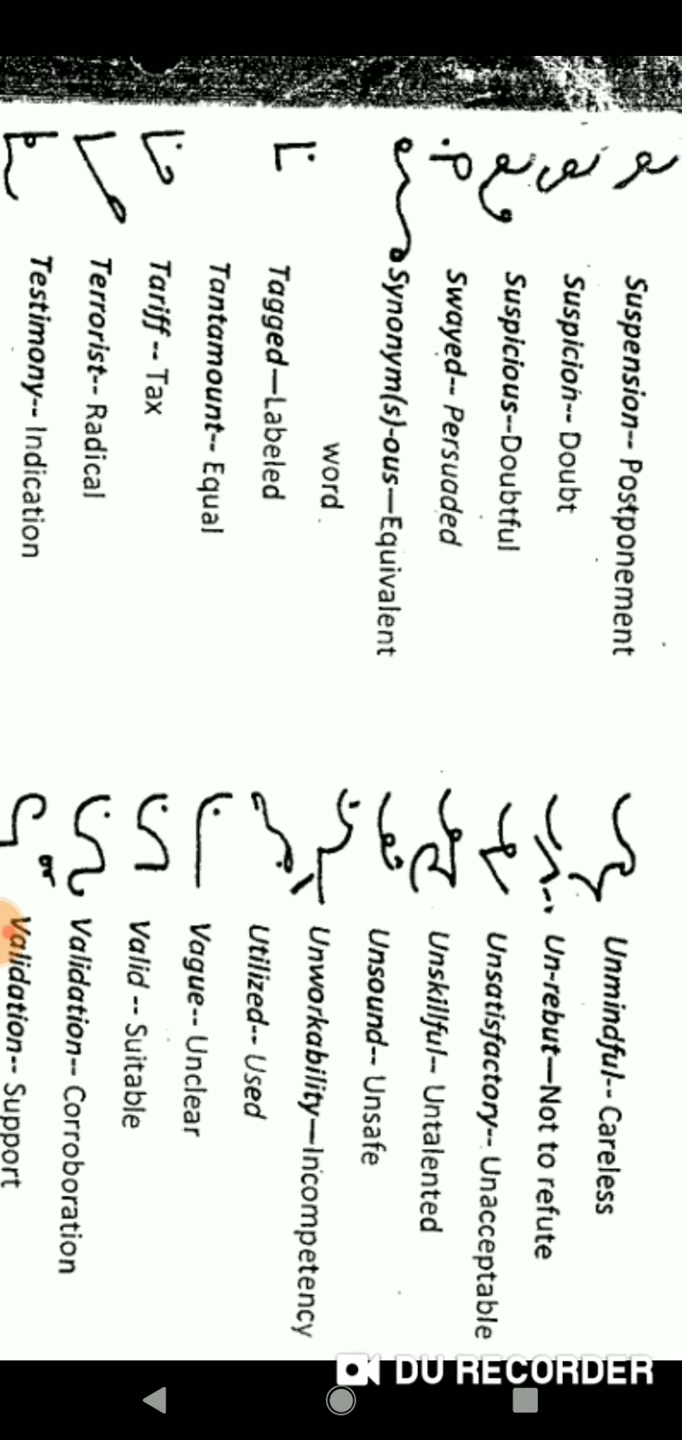 Suspension-- Postponement
Suspicion-- Doubt
Suspicious--Doubtful
Swayed-- Persuaded
Synonym(s)-ous—Equivalent
word
Tagged—Labeled
Tantamount-- Equal
Tariff -- Tax
Terrorist-- Radical
Testimony-- Indication
Unmindful-- Careless
Un-rebut—Not to refute
Unsatisfactory-- Unacceptable
Unskillful-- Untalented
Unsound-- Unsafe
Unworkability—Incompetency
Utilized-- Used
Vague-- Unclear
Valid -- Suitable
Validation-- Corroboration
or
Validation-- Support
DU RECORDER